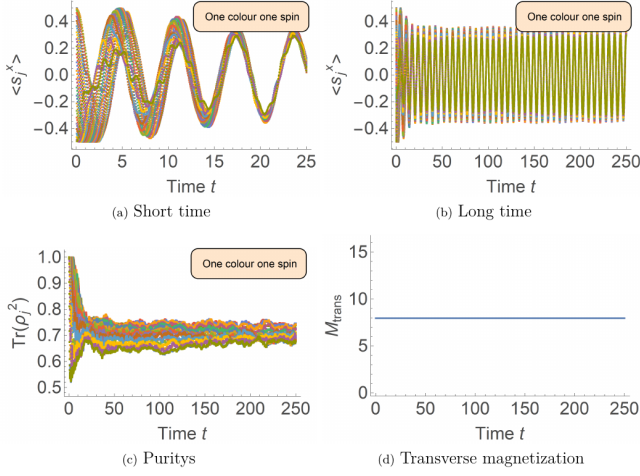 One colour one spin
<s_j^x>
0.4
0.2
0.0
−0.2
−0.4
0 5 10 15 20 25
Time t
(a) Short time
One colour one spin
<s_j^x>
0.4
0.2
0.0
−0.2
−0.4
0 50 100 150 200 250
Time t
(b) Long time
One colour one spin
Tr(ρ_j^2)
1.0
0.9
0.8
0.7
0.6
0.5
0 50 100 150 200 250
Time t
(c) Puritys
M_trans
15
10
5
0
0 50 100 150 200 250
Time t
(d) Transverse magnetization